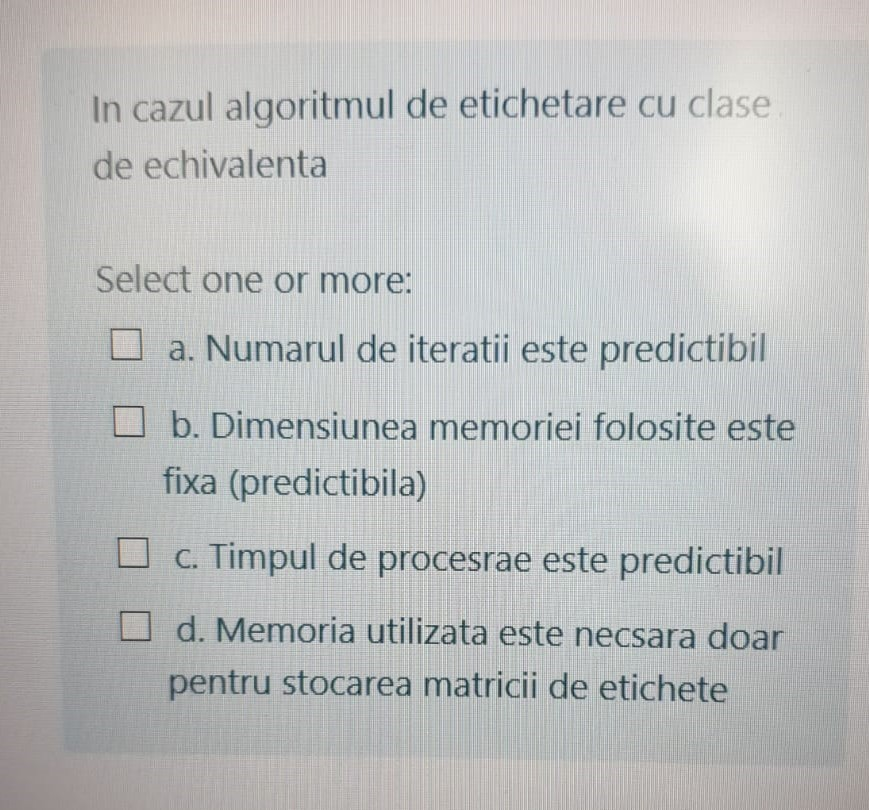 In cazul algoritmul de etichetare cu clase
de echivalenta
Select one or more:
a. Numarul de iteratii este predictibil
b. Dimensiunea memoriei folosite este
fixa (predictibila)
c. Timpul de procesrae este predictibil
d. Memoria utilizata este necsara doar
pentru stocarea matricii de etichete